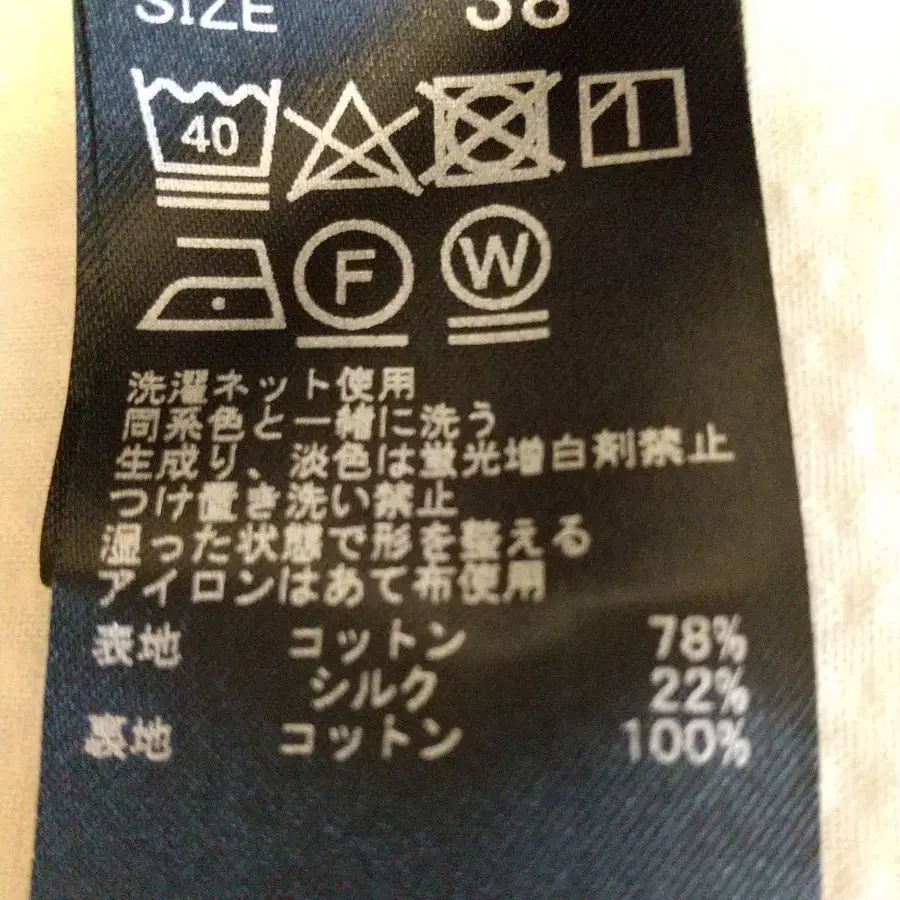 SIZE 38
40
F W
洗濯ネット使用
同系色と一緒に洗う
生成り、淡色は蛍光増白剤禁止
つけ置き洗い禁止
湿った状態で形を整える
アイロンはあて布使用
表地 コットン 78%
シルク 22%
裏地 コットン 100%